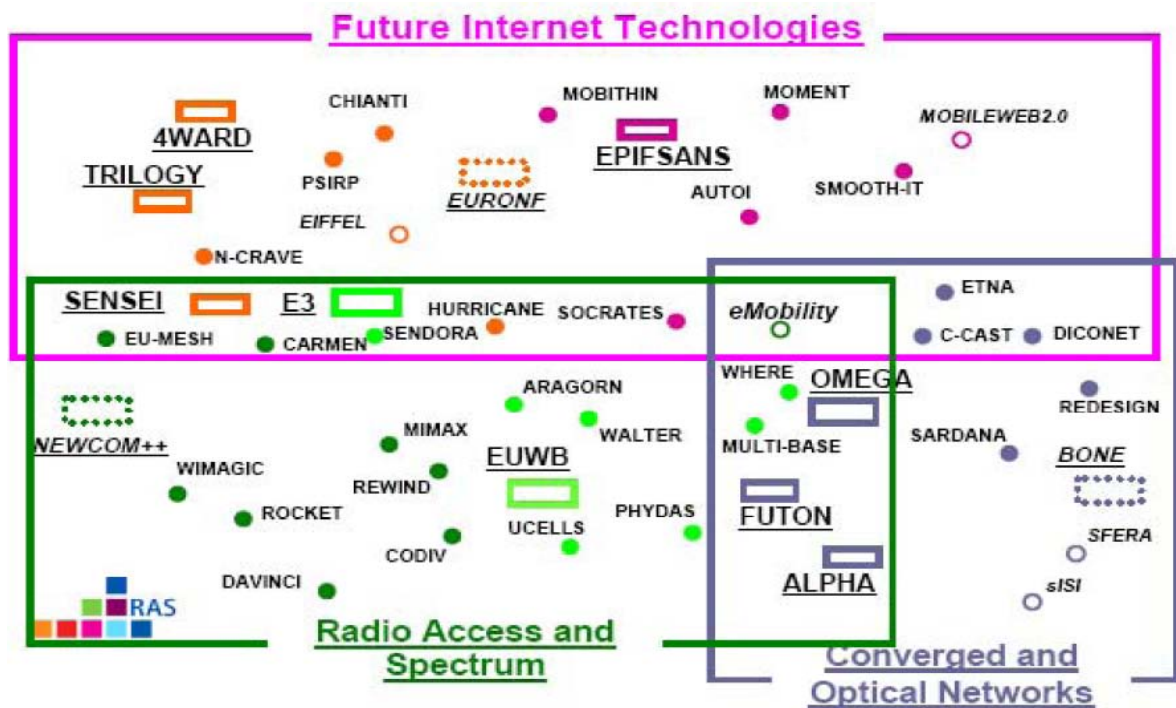 Future Internet Technologies
CHIANTI
MOBITHIN
MOMENT
MOBILEWEB2.0
4WARD
EPIFSANS
TRILOGY
PSIRP
EURONF
AUTOI
SMOOTH-IT
EIFFEL
N-CRAVE
SENSEI
E3
HURRICANE
SOCRATES
eMobility
ETNA
EU-MESH
CARMEN
SENDORA
C-CAST
DICONET
WHERE
OMEGA
ARAGORN
REDESIGN
NEWCOM++
MIMAX
WALTER
MULTI-BASE
SARDANA
BONE
WIMAGIC
EUWB
REWIND
ROCKET
UCELLS
PHYDAS
FUTON
SFERA
CODIV
DAVINCI
ALPHA
sISI
RAS
Radio Access and
Spectrum
Converged and
Optical Networks